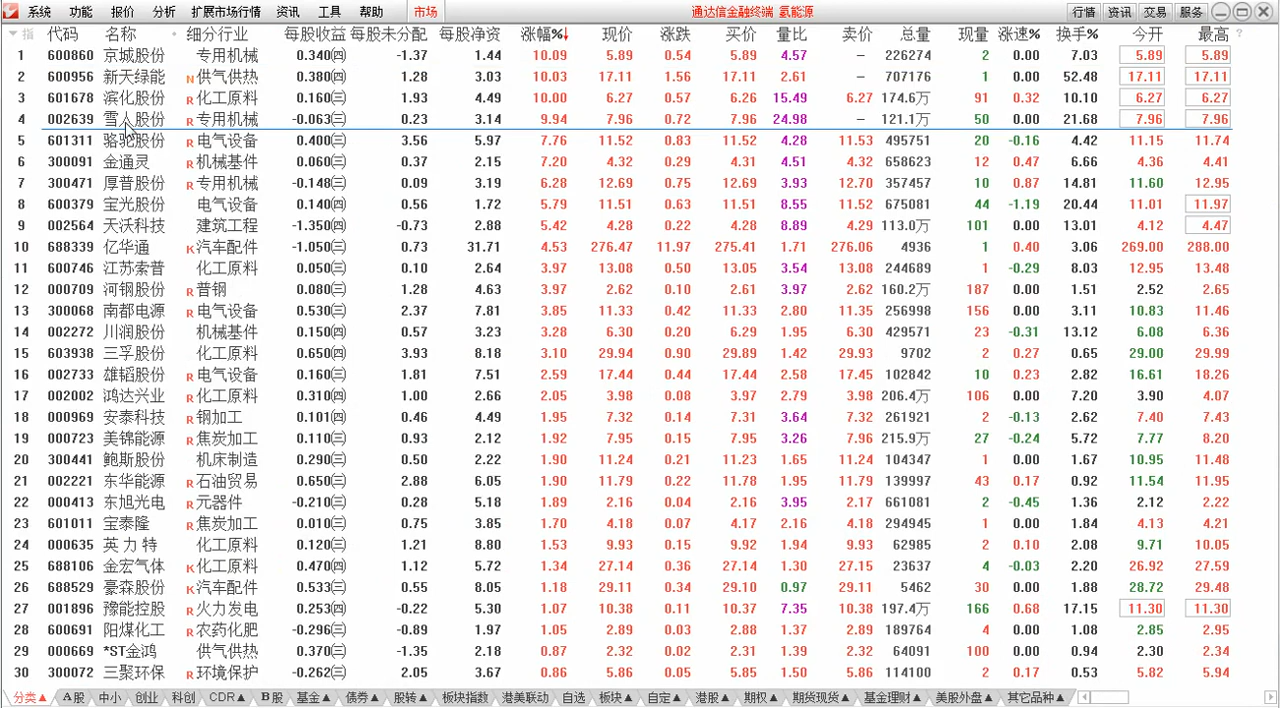 系统 功能 报价 分析 扩展市场行情 资讯 工具 帮助 市场 通达信金融终端 氢能源 行情 资讯 交易 服务
指 代码 名称 细分行业 每股收益 每股未分配 每股净资 涨幅%↓ 现价 涨跌 买价 量比 卖价 总量 现量 涨速% 换手% 今开 最高 ?
1 600860 京城股份 专用机械 0.340㈣ -1.37 1.44 10.09 5.89 0.54 5.89 4.57 – 226274 2 0.00 7.03 5.89 5.89
2 600956 新天绿能 N 供气供热 0.380㈣ 1.28 3.03 10.03 17.11 1.56 17.11 2.61 – 707176 1 0.00 52.48 17.11 17.11
3 601678 滨化股份 R 化工原料 0.160㈢ 1.93 4.49 10.00 6.27 0.57 6.26 15.49 6.27 174.6万 91 0.32 10.10 6.27 6.27
4 002639 雪人股份 R 专用机械 -0.063㈢ 0.23 3.14 9.94 7.96 0.72 7.96 24.98 – 121.1万 50 0.00 21.68 7.96 7.96
5 601311 骆驼股份 R 电气设备 0.400㈢ 3.56 5.97 7.76 11.52 0.83 11.52 4.28 11.53 495751 20 -0.16 4.42 11.15 11.74
6 300091 金通灵 R 机械基件 0.060㈢ 0.37 2.15 7.20 4.32 0.29 4.31 4.51 4.32 658623 12 0.47 6.66 4.36 4.41
7 300471 厚普股份 R 专用机械 -0.148㈢ 0.09 3.19 6.28 12.69 0.75 12.69 3.93 12.70 357457 10 0.87 14.81 11.60 12.95
8 600379 宝光股份 电气设备 0.140㈢ 0.56 1.72 5.79 11.51 0.63 11.51 8.55 11.52 675081 44 -1.19 20.44 11.01 11.97
9 002564 天沃科技 建筑工程 -1.350㈣ -0.73 2.88 5.42 4.28 0.22 4.28 8.89 4.29 113.0万 101 0.00 13.01 4.12 4.47
10 688339 亿华通 K 汽车配件 -1.050㈢ 0.73 31.71 4.53 276.47 11.97 275.41 1.71 276.06 4936 1 0.40 3.06 269.00 288.00
11 600746 江苏索普 化工原料 0.050㈢ 0.10 2.64 3.97 13.08 0.50 13.05 3.54 13.08 244689 1 -0.29 8.03 12.95 13.48
12 000709 河钢股份 R 普钢 0.080㈢ 1.28 4.63 3.97 2.62 0.10 2.61 3.97 2.62 160.2万 187 0.00 1.51 2.52 2.65
13 300068 南都电源 R 电气设备 0.530㈢ 2.37 7.81 3.85 11.33 0.42 11.33 2.80 11.35 256998 156 0.00 3.11 10.83 11.46
14 002272 川润股份 机械基件 0.150㈣ 0.57 3.23 3.28 6.30 0.20 6.29 1.95 6.30 429571 23 -0.31 13.12 6.08 6.36
15 603938 三孚股份 化工原料 0.650㈣ 3.93 8.18 3.10 29.94 0.90 29.89 1.42 29.93 9702 2 0.27 0.65 29.00 29.99
16 002733 雄韬股份 R 电气设备 0.160㈢ 1.81 7.51 2.59 17.44 0.44 17.44 2.58 17.45 102842 10 0.23 2.82 16.61 18.26
17 002002 鸿达兴业 R 化工原料 0.310㈣ 1.00 2.66 2.05 3.98 0.08 3.97 2.79 3.98 206.4万 106 0.00 7.20 3.90 4.07
18 000969 安泰科技 R 钢加工 0.101㈣ 0.46 4.49 1.95 7.32 0.14 7.31 3.64 7.32 261921 2 -0.13 2.62 7.40 7.43
19 000723 美锦能源 R 焦炭加工 0.110㈢ 0.93 2.12 1.92 7.95 0.15 7.95 3.26 7.96 215.9万 27 -0.24 5.72 7.77 8.20
20 300441 鲍斯股份 机床制造 0.290㈢ 0.50 2.22 1.90 11.24 0.21 11.23 1.65 11.24 104347 1 0.00 1.67 10.95 11.48
21 002221 东华能源 R 石油贸易 0.650㈢ 2.88 6.05 1.90 11.79 0.22 11.78 1.95 11.79 139997 43 0.17 0.92 11.54 11.95
22 000413 东旭光电 R 元器件 -0.210㈢ 0.28 5.18 1.89 2.16 0.04 2.16 3.95 2.17 661081 2 -0.45 1.36 2.12 2.22
23 601011 宝泰隆 R 焦炭加工 0.010㈢ 0.75 3.85 1.70 4.18 0.07 4.17 2.16 4.18 294945 1 0.00 1.84 4.13 4.21
24 000635 英 力 特 化工原料 0.120㈢ 1.21 8.80 1.53 9.93 0.15 9.92 1.94 9.93 62985 2 0.10 2.08 9.71 10.05
25 688106 金宏气体 K 化工原料 0.470㈣ 1.12 5.72 1.34 27.14 0.36 27.14 1.30 27.15 23637 4 -0.03 2.20 26.92 27.59
26 688529 豪森股份 K 汽车配件 0.533㈢ 0.55 8.05 1.18 29.11 0.34 29.10 0.97 29.11 5462 30 0.00 1.88 28.72 29.48
27 001896 豫能控股 R 火力发电 0.253㈣ -0.22 5.30 1.07 10.38 0.11 10.37 7.35 10.38 197.4万 166 0.68 17.15 11.30 11.30
28 600691 阳煤化工 R 农药化肥 -0.296㈢ -0.89 1.97 1.05 2.89 0.03 2.88 1.37 2.89 189764 4 0.00 1.08 2.85 2.95
29 000669 *ST金鸿 供气供热 0.370㈢ -1.35 2.18 0.87 2.32 0.02 2.31 1.39 2.32 64091 100 0.00 0.94 2.30 2.34
30 300072 三聚环保 R 环境保护 -0.262㈢ 2.05 3.67 0.86 5.86 0.05 5.85 1.50 5.86 114100 2 0.17 0.53 5.82 5.94
分类▲ A股 中小 创业 科创 CDR▲ B股 基金▲ 债券▲ 股转▲ 板块指数 港美联动 自选 板块▲ 自定▲ 港股▲ 期权▲ 期货现货▲ 基金理财▲ 美股外盘▲ 其它品种▲